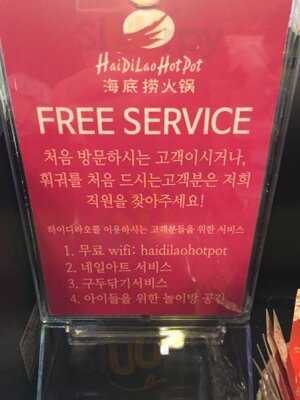 HaiDiLao HotPot
海底捞火锅
FREE SERVICE
처음 방문하시는 고객이시거나,
훠궈를 처음 드시는고객분은 저희
직원을 찾아주세요!
하이디라오를 이용하시는 고객분들을 위한 서비스
1. 무료 wifi: haidilaohotpot
2. 네일아트 서비스
3. 구두닦기서비스
4. 아이들을 위한 놀이방 공간